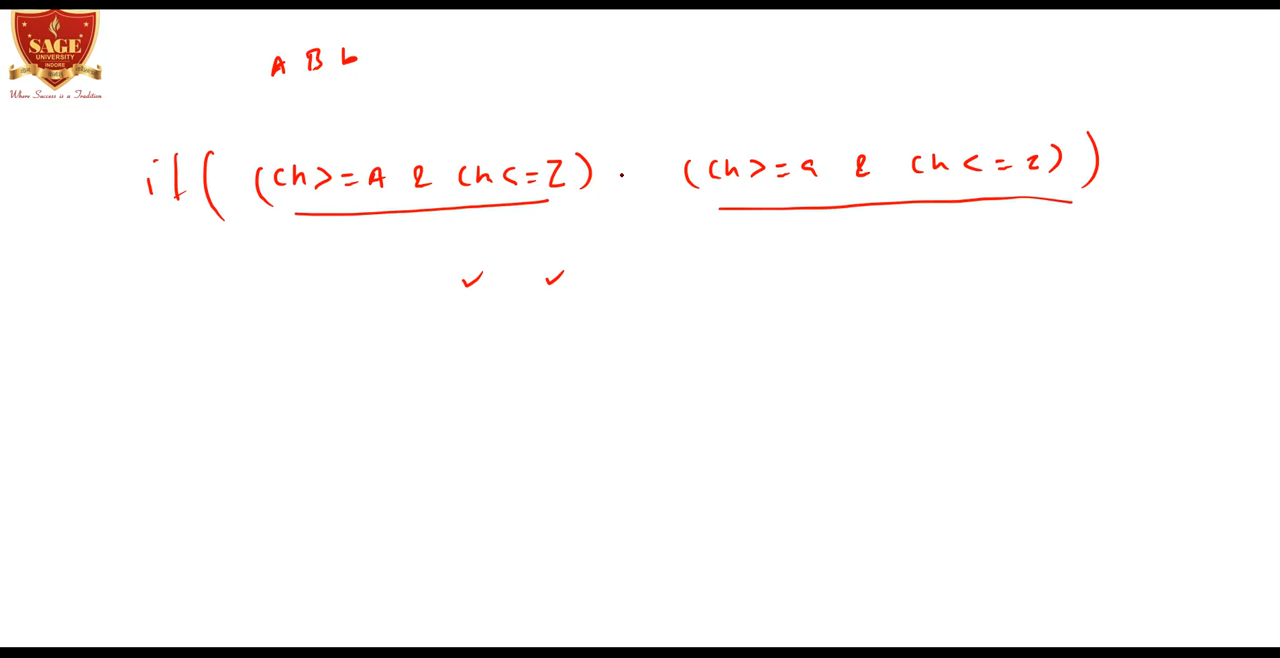 SAGE
UNIVERSITY
INDORE
Where Success is a Tradition
A B b
if ( (ch>=A & ch<=Z) . (ch>=a & ch<=z) )